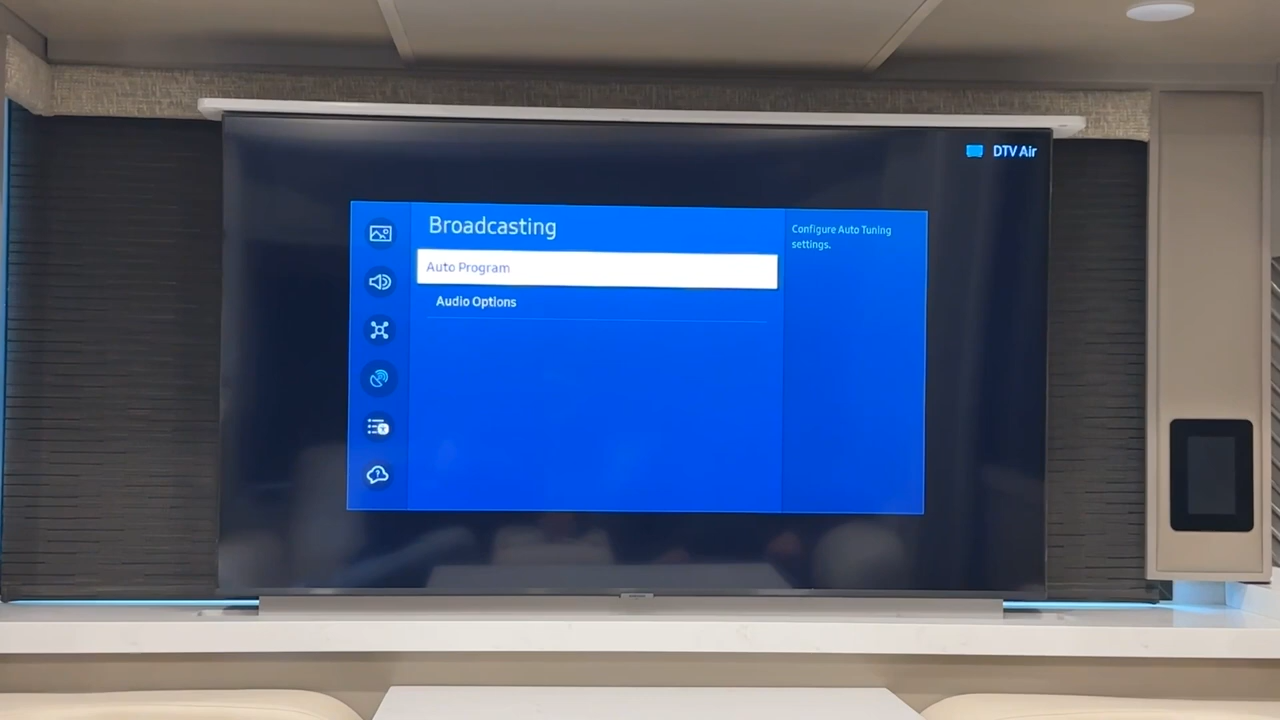 DTV Air
Broadcasting
Auto Program
Audio Options
Configure Auto Tuning
settings.